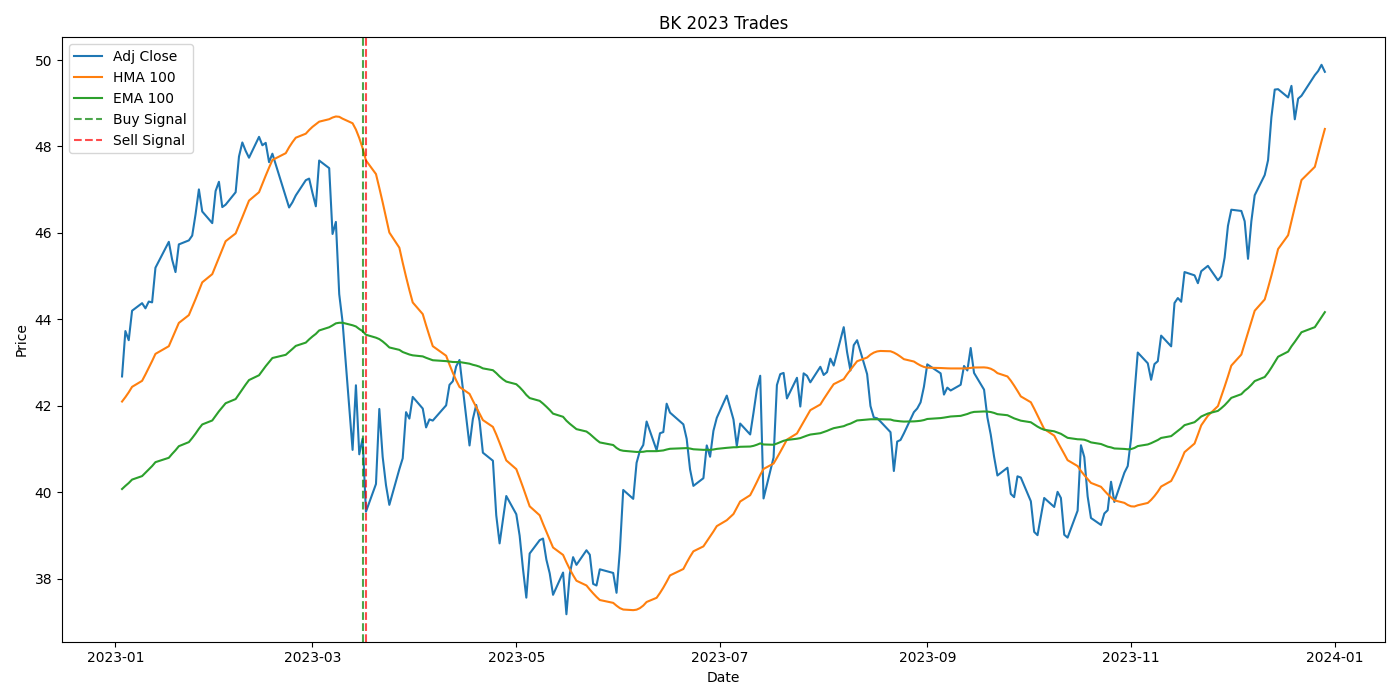 BK 2023 Trades
Adj Close
HMA 100
EMA 100
Buy Signal
Sell Signal
Price
50
48
46
44
42
40
38
2023-01 2023-03 2023-05 2023-07 2023-09 2023-11 2024-01
Date